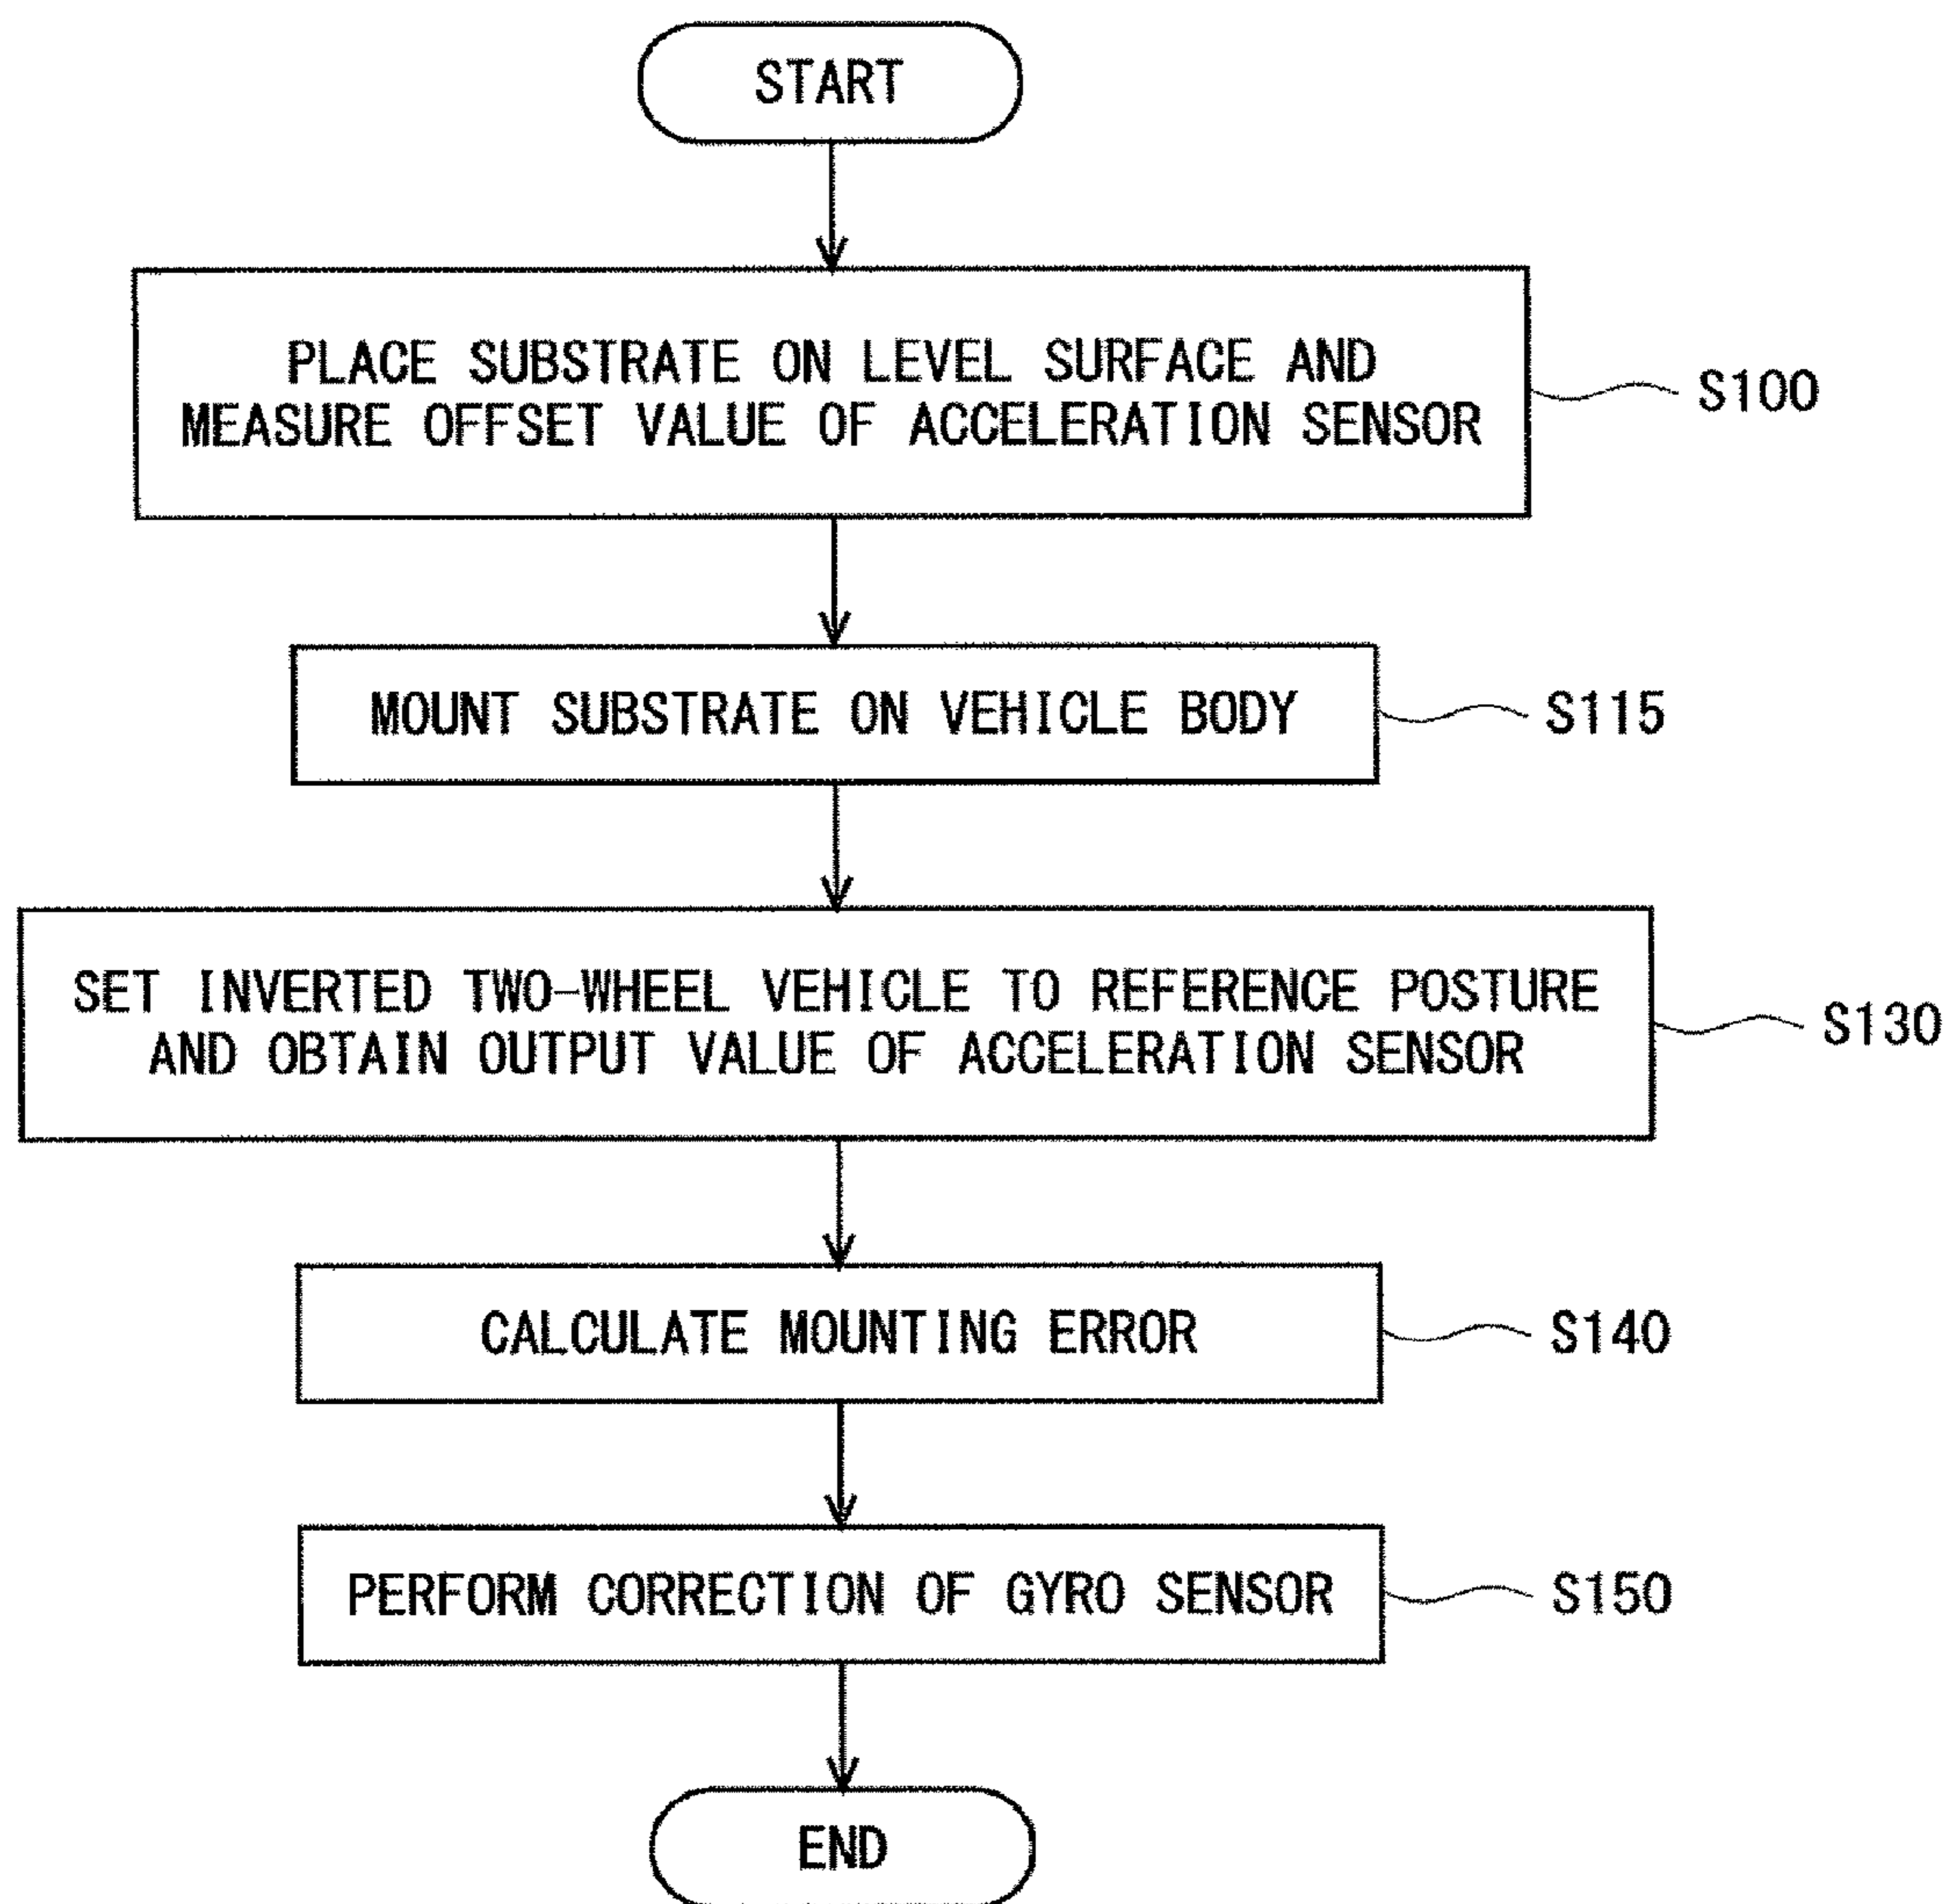 START
PLACE SUBSTRATE ON LEVEL SURFACE AND
MEASURE OFFSET VALUE OF ACCELERATION SENSOR
S100
MOUNT SUBSTRATE ON VEHICLE BODY
S115
SET INVERTED TWO-WHEEL VEHICLE TO REFERENCE POSTURE
AND OBTAIN OUTPUT VALUE OF ACCELERATION SENSOR
S130
CALCULATE MOUNTING ERROR
S140
PERFORM CORRECTION OF GYRO SENSOR
S150
END